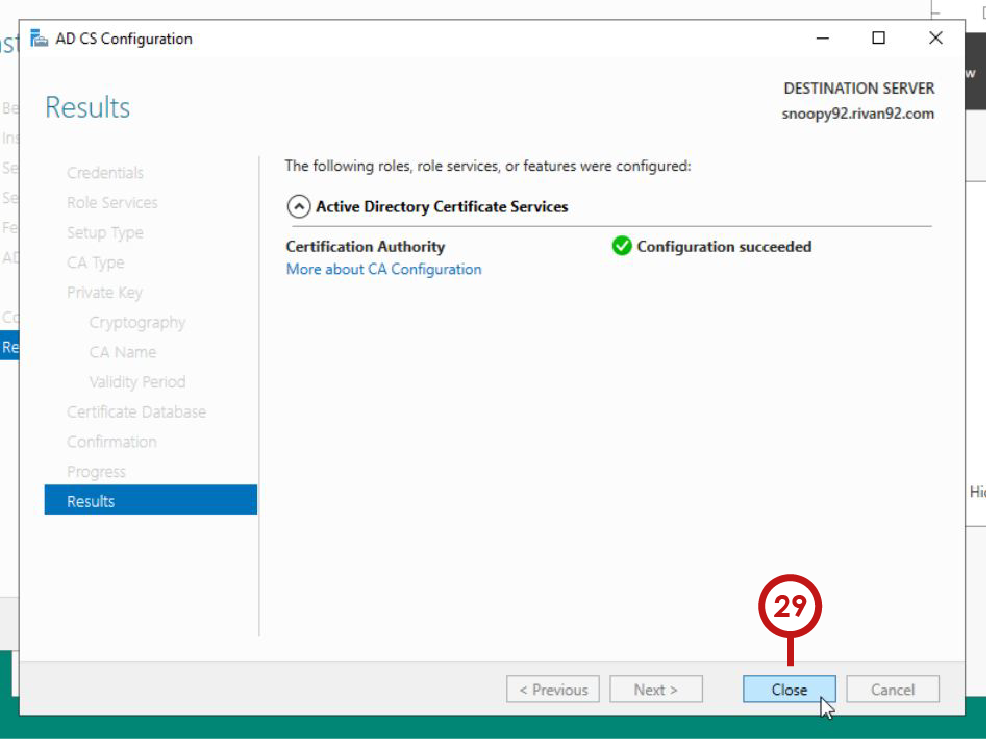 AD CS Configuration
Results
DESTINATION SERVER
snoopy92.rivan92.com
Credentials
Role Services
Setup Type
CA Type
Private Key
Cryptography
CA Name
Validity Period
Certificate Database
Confirmation
Progress
Results
The following roles, role services, or features were configured:
Active Directory Certificate Services
Certification Authority
Configuration succeeded
More about CA Configuration
29
< Previous
Next >
Close
Cancel